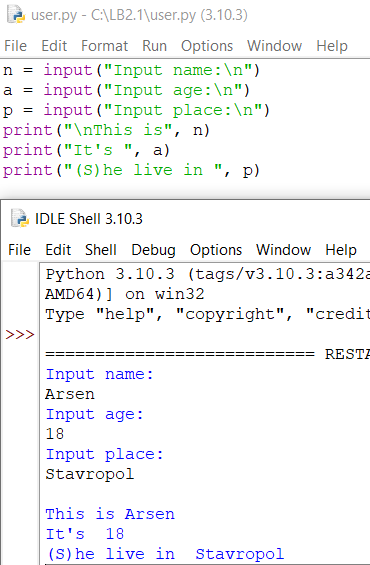 user.py - C:\LB2.1\user.py (3.10.3)
File Edit Format Run Options Window Help
n = input("Input name:\n")
a = input("Input age:\n")
p = input("Input place:\n")
print("\nThis is", n)
print("It's ", a)
print("(S)he live in ", p)
IDLE Shell 3.10.3
File Edit Shell Debug Options Window Help
Python 3.10.3 (tags/v3.10.3:a342a
AMD64)] on win32
Type "help", "copyright", "credit
>>>
=========================== RESTA
Input name:
Arsen
Input age:
18
Input place:
Stavropol
This is Arsen
It's  18
(S)he live in  Stavropol